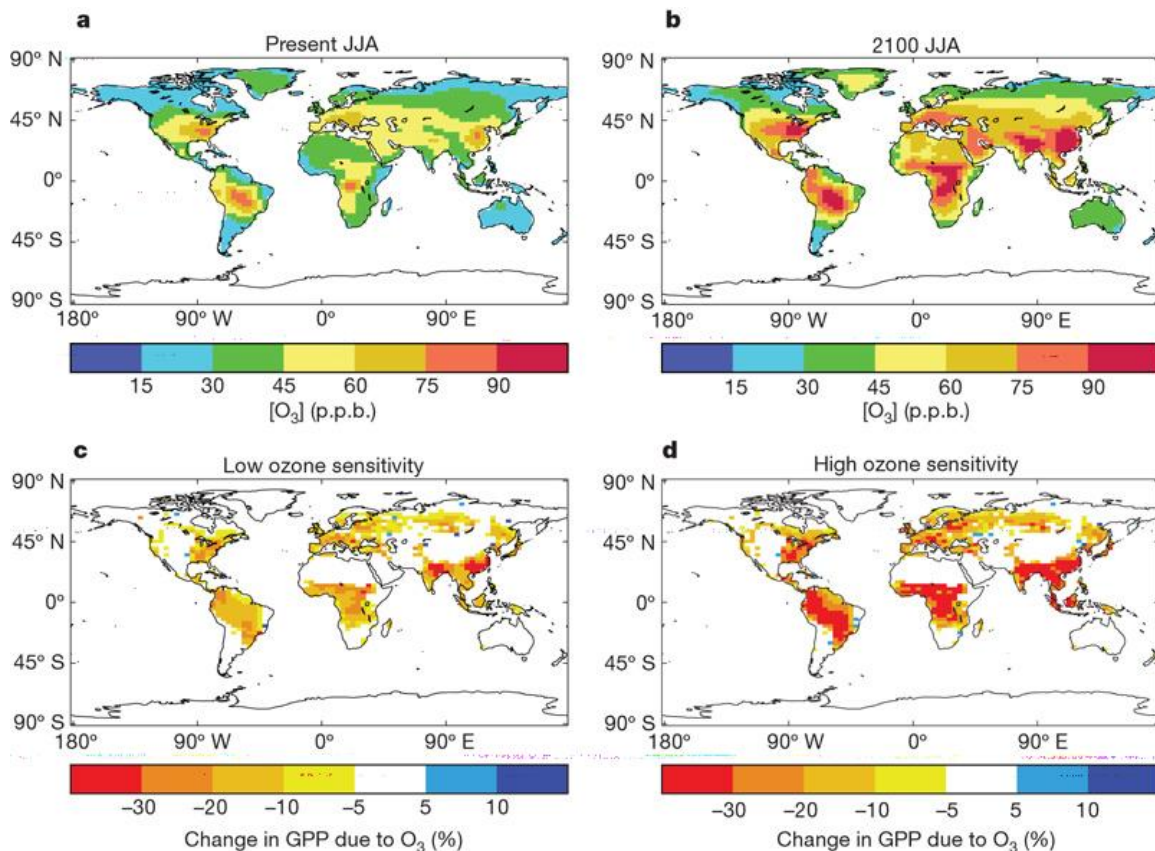 a
Present JJA
90° N
45° N
0°
45° S
90° S
180° 90° W 0° 90° E
15 30 45 60 75 90
[O₃] (p.p.b.)
b
2100 JJA
90° N
45° N
0°
45° S
90° S
180° 90° W 0° 90° E
15 30 45 60 75 90
[O₃] (p.p.b.)
c
Low ozone sensitivity
90° N
45° N
0°
45° S
90° S
180° 90° W 0° 90° E
–30 –20 –10 –5 5 10
Change in GPP due to O₃ (%)
d
High ozone sensitivity
90° N
45° N
0°
45° S
90° S
180° 90° W 0° 90° E
–30 –20 –10 –5 5 10
Change in GPP due to O₃ (%)